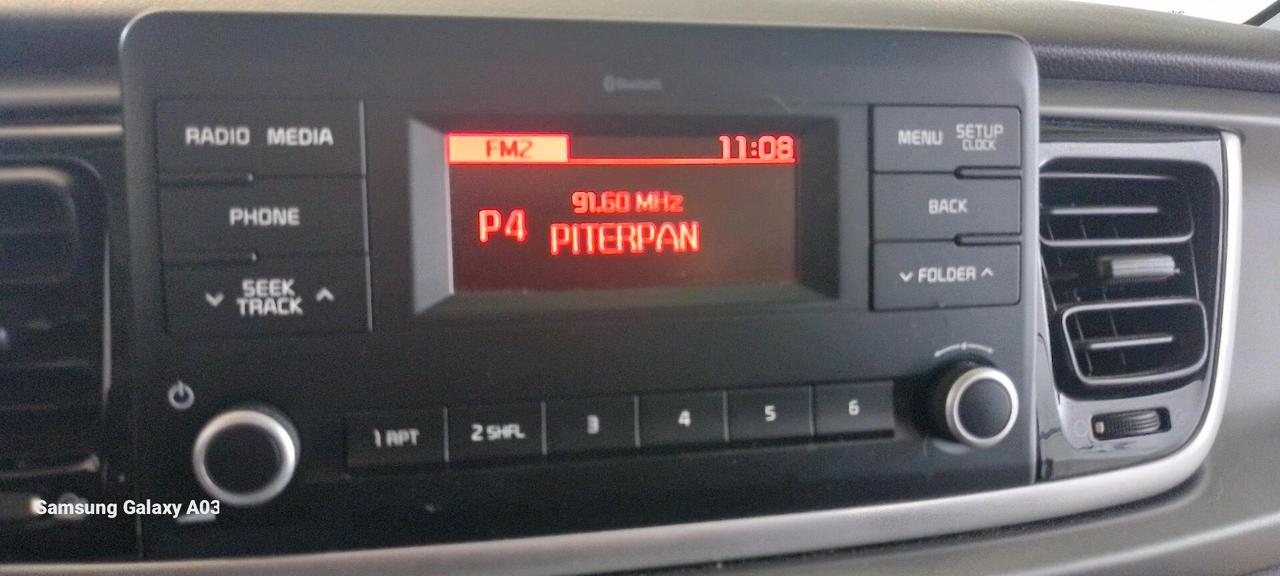 Bluetooth
RADIO MEDIA
PHONE
SEEK
TRACK
FM2 11:08
91.60 MHz
P4 PITERPAN
MENU SETUP
CLOCK
BACK
FOLDER
1 RPT 2 SHFL 3 4 5 6
Samsung Galaxy A03